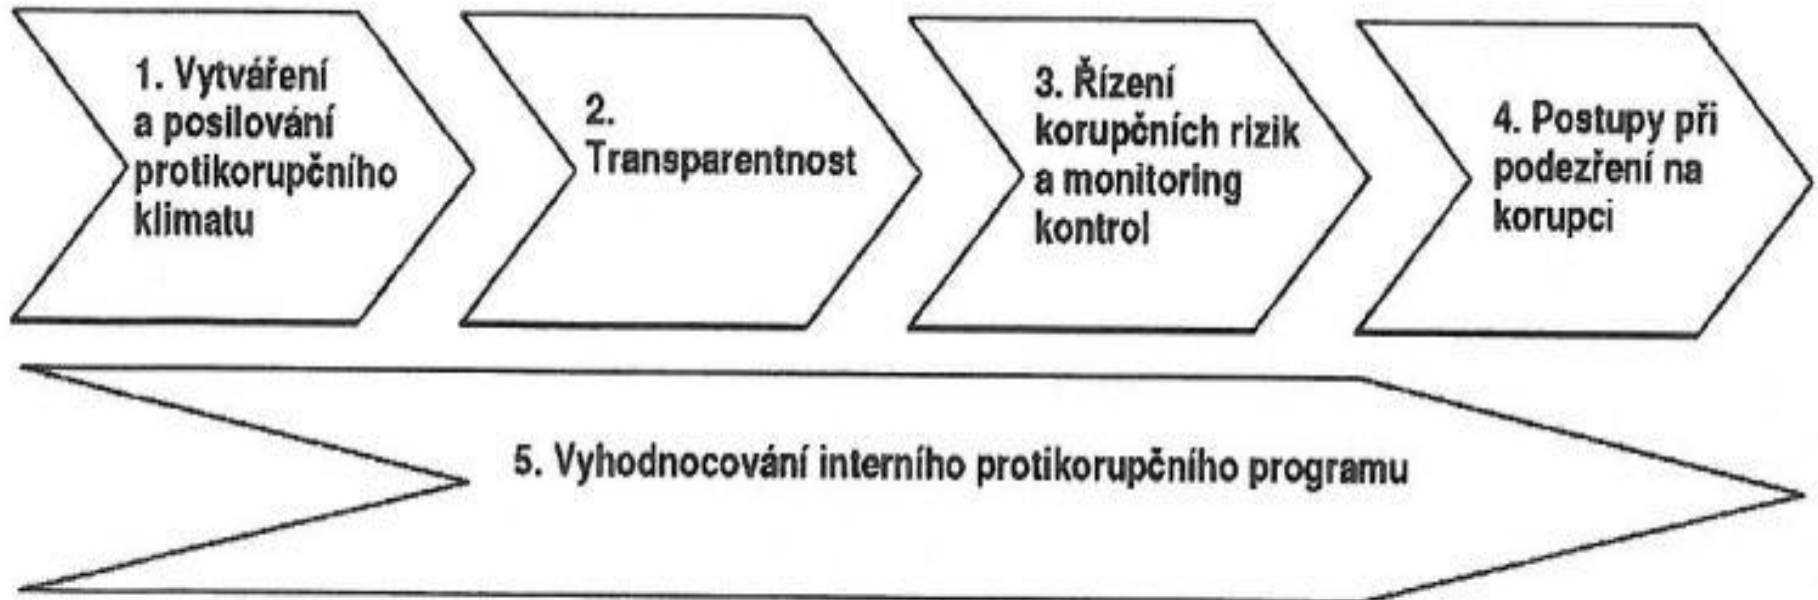 1. Vytváření
a posilování
protikorupčního
klimatu
2.
Transparentnost
3. Řízení
korupčních rizik
a monitoring
kontrol
4. Postupy při
podezření na
korupci
5. Vyhodnocování interního protikorupčního programu